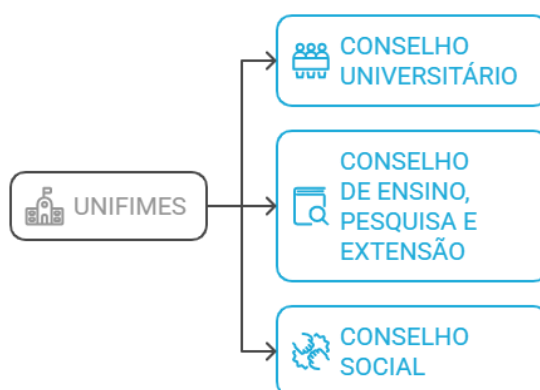 CONSELHO
UNIVERSITÁRIO
CONSELHO
DE ENSINO,
PESQUISA E
EXTENSÃO
UNIFIMES
CONSELHO
SOCIAL